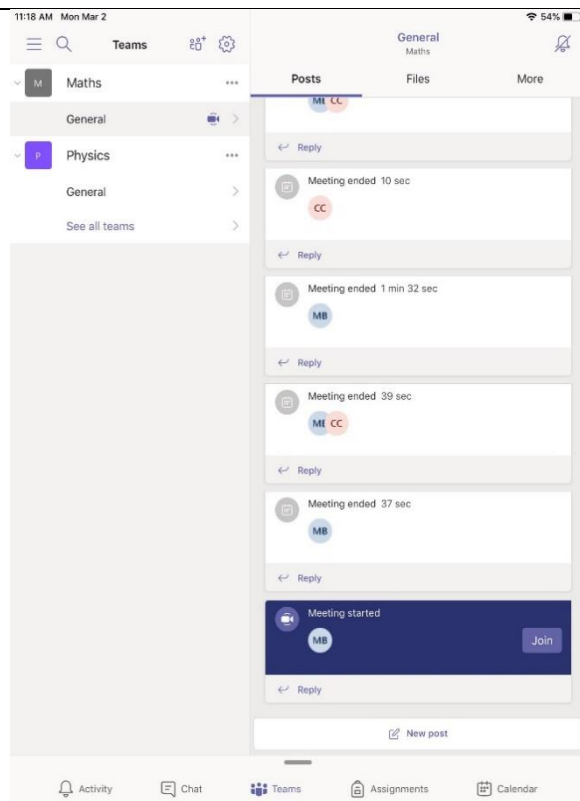 11:18 AM Mon Mar 2
54%
Teams
M Maths
General
P Physics
General
See all teams
General
Maths
Posts Files More
ME CC
Reply
Meeting ended 10 sec
CC
Reply
Meeting ended 1 min 32 sec
MB
Reply
Meeting ended 39 sec
ME CC
Reply
Meeting ended 37 sec
MB
Reply
Meeting started
MB
Join
Reply
New post
Activity Chat Teams Assignments Calendar